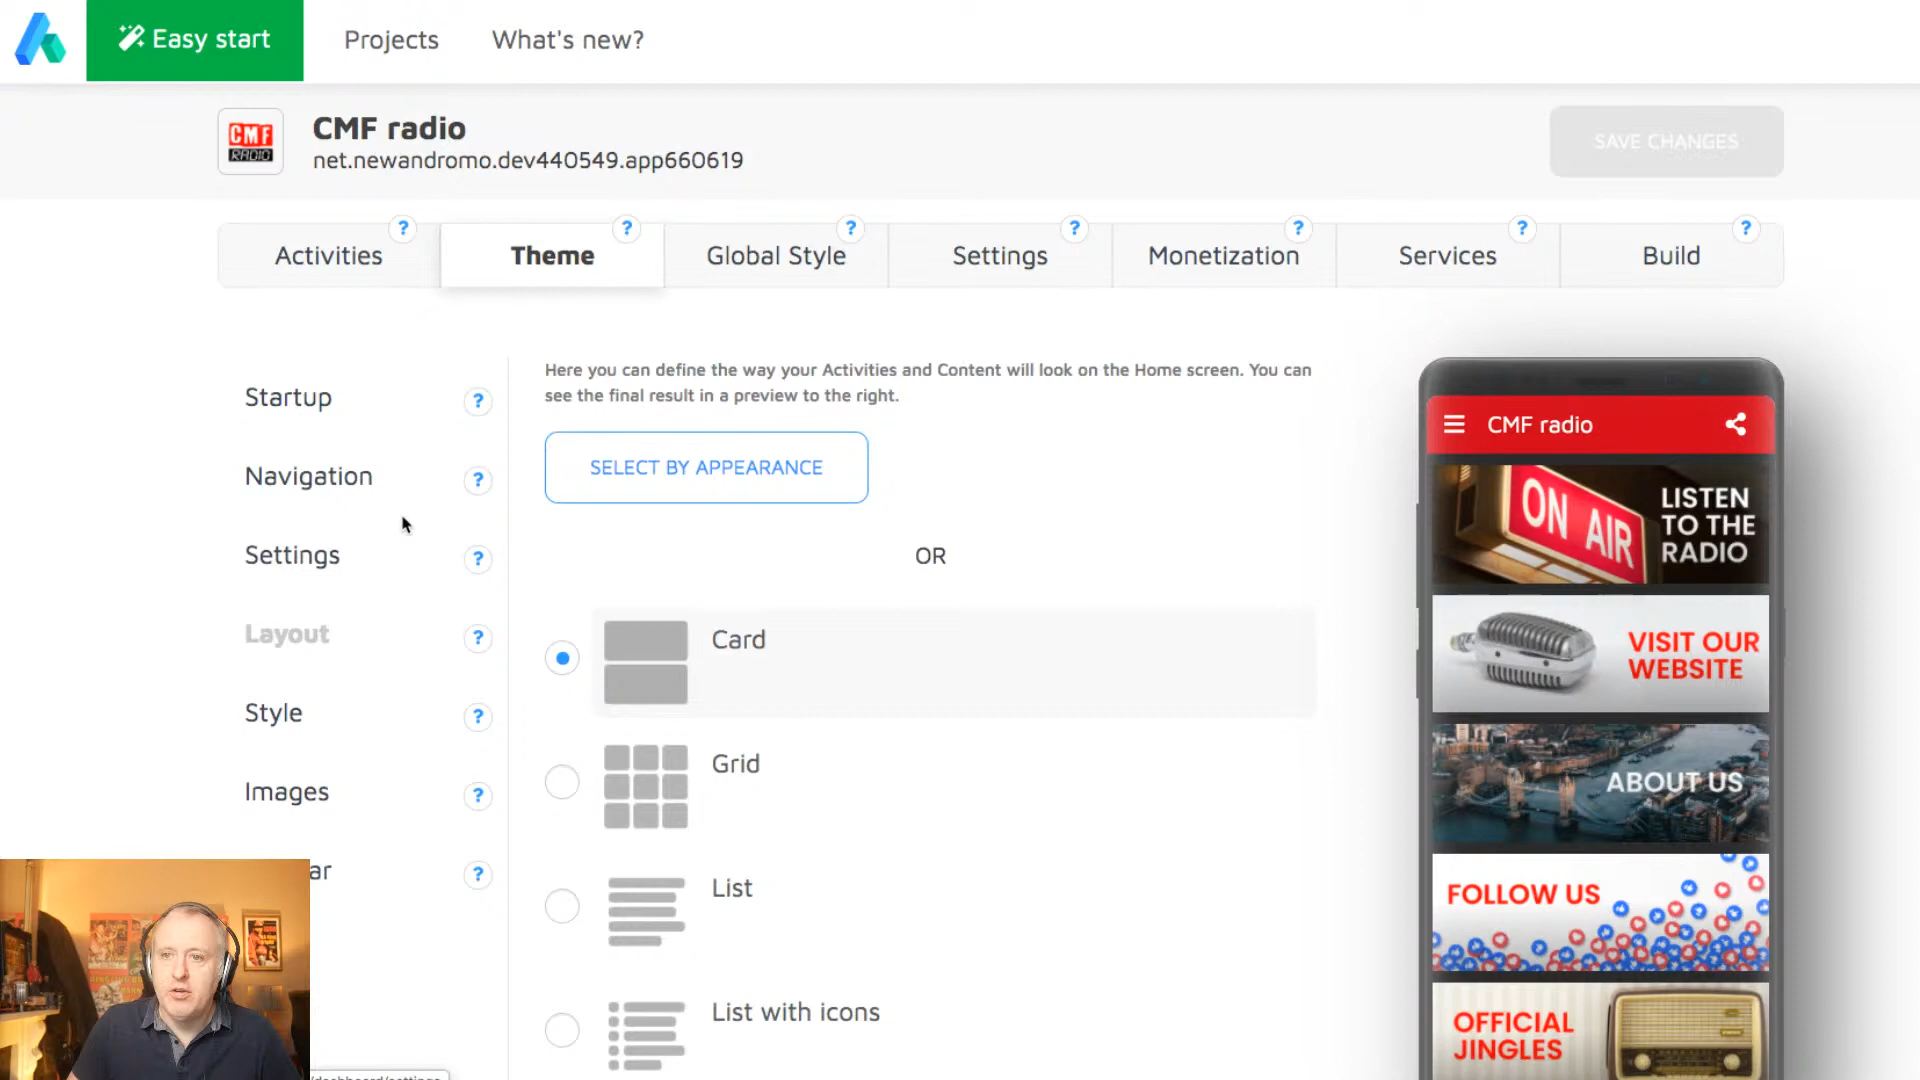 Easy start
Projects
What's new?
CMF RADIO
CMF radio
net.newandromo.dev440549.app660619
SAVE CHANGES
Activities ?
Theme ?
Global Style ?
Settings ?
Monetization ?
Services ?
Build ?
Startup ?
Navigation ?
Settings ?
Layout ?
Style ?
Images ?
ar ?
Here you can define the way your Activities and Content will look on the Home screen. You can
see the final result in a preview to the right.
SELECT BY APPEARANCE
OR
Card
Grid
List
List with icons
CMF radio
ON AIR
LISTEN
TO THE
RADIO
VISIT OUR
WEBSITE
ABOUT US
FOLLOW US
OFFICIAL
JINGLES